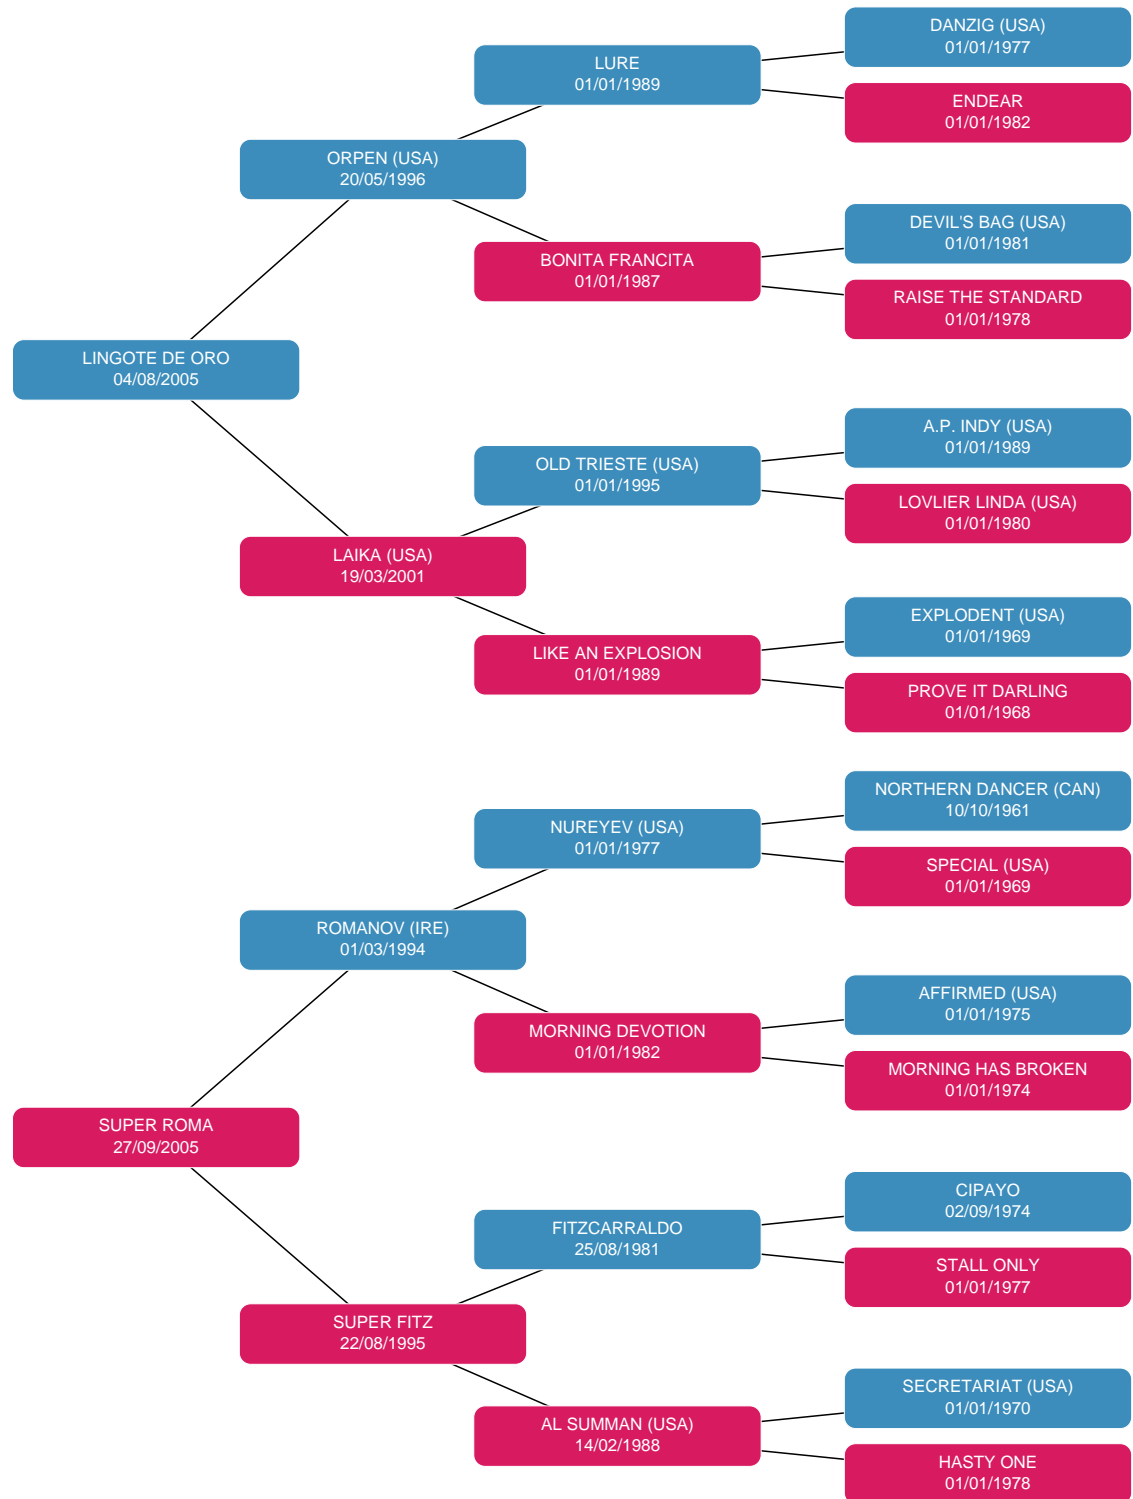 DANZIG (USA)
01/01/1977
LURE
01/01/1989
ENDEAR
01/01/1982
ORPEN (USA)
20/05/1996
DEVIL'S BAG (USA)
01/01/1981
BONITA FRANCITA
01/01/1987
RAISE THE STANDARD
01/01/1978
LINGOTE DE ORO
04/08/2005
A.P. INDY (USA)
01/01/1989
OLD TRIESTE (USA)
01/01/1995
LOVLIER LINDA (USA)
01/01/1980
LAIKA (USA)
19/03/2001
EXPLODENT (USA)
01/01/1969
LIKE AN EXPLOSION
01/01/1989
PROVE IT DARLING
01/01/1968
NORTHERN DANCER (CAN)
10/10/1961
NUREYEV (USA)
01/01/1977
SPECIAL (USA)
01/01/1969
ROMANOV (IRE)
01/03/1994
AFFIRMED (USA)
01/01/1975
MORNING DEVOTION
01/01/1982
MORNING HAS BROKEN
01/01/1974
SUPER ROMA
27/09/2005
CIPAYO
02/09/1974
FITZCARRALDO
25/08/1981
STALL ONLY
01/01/1977
SUPER FITZ
22/08/1995
SECRETARIAT (USA)
01/01/1970
AL SUMMAN (USA)
14/02/1988
HASTY ONE
01/01/1978